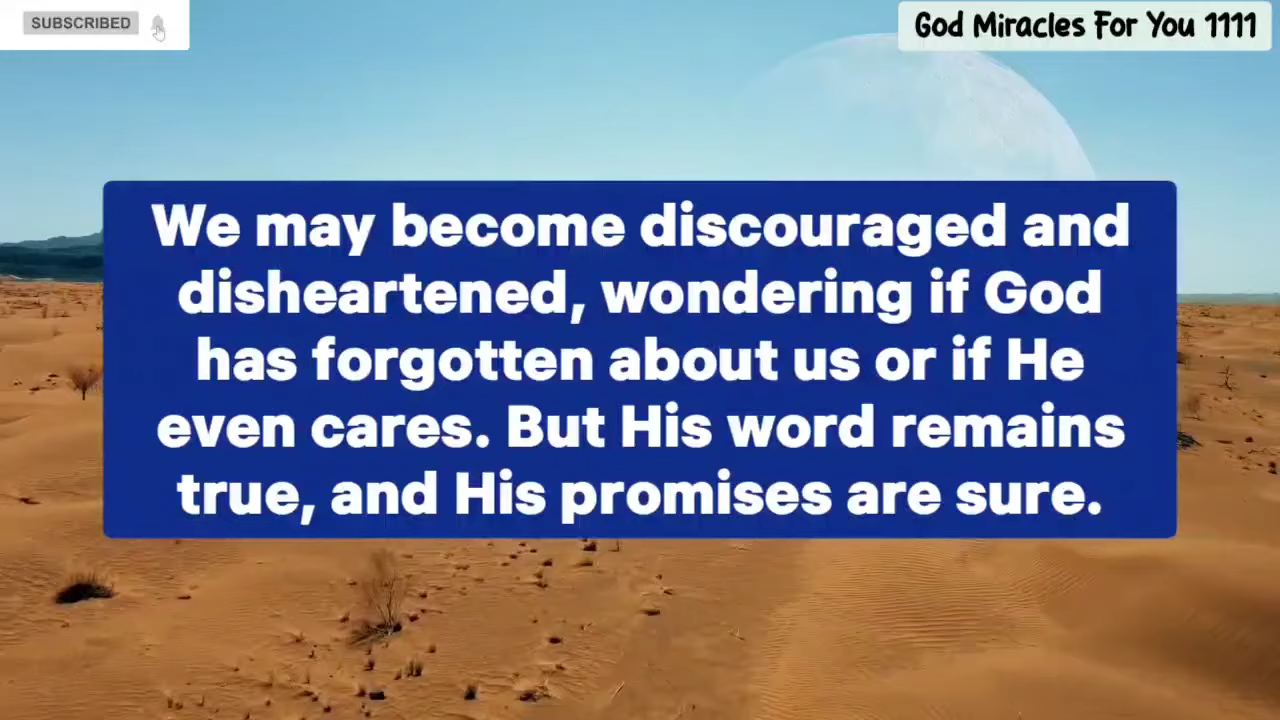 SUBSCRIBED
God Miracles For You 1111
We may become discouraged and
disheartened, wondering if God
has forgotten about us or if He
even cares. But His word remains
true, and His promises are sure.